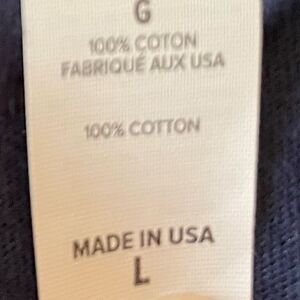 G
100% COTON
FABRIQUÉ AUX USA
100% COTTON
MADE IN USA
L